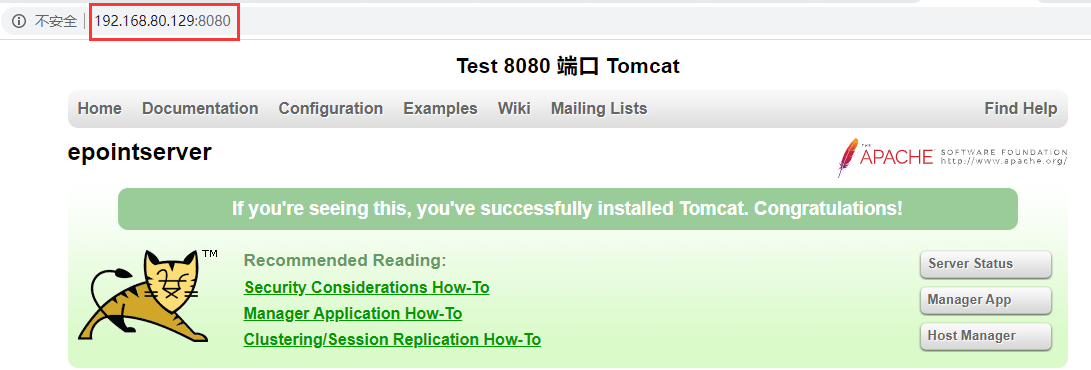 不安全 192.168.80.129:8080
Test 8080 端口 Tomcat
Home Documentation Configuration Examples Wiki Mailing Lists Find Help
epointserver
THE APACHE SOFTWARE FOUNDATION
http://www.apache.org/
If you're seeing this, you've successfully installed Tomcat. Congratulations!
TM
Recommended Reading:
Security Considerations How-To
Manager Application How-To
Clustering/Session Replication How-To
Server Status
Manager App
Host Manager